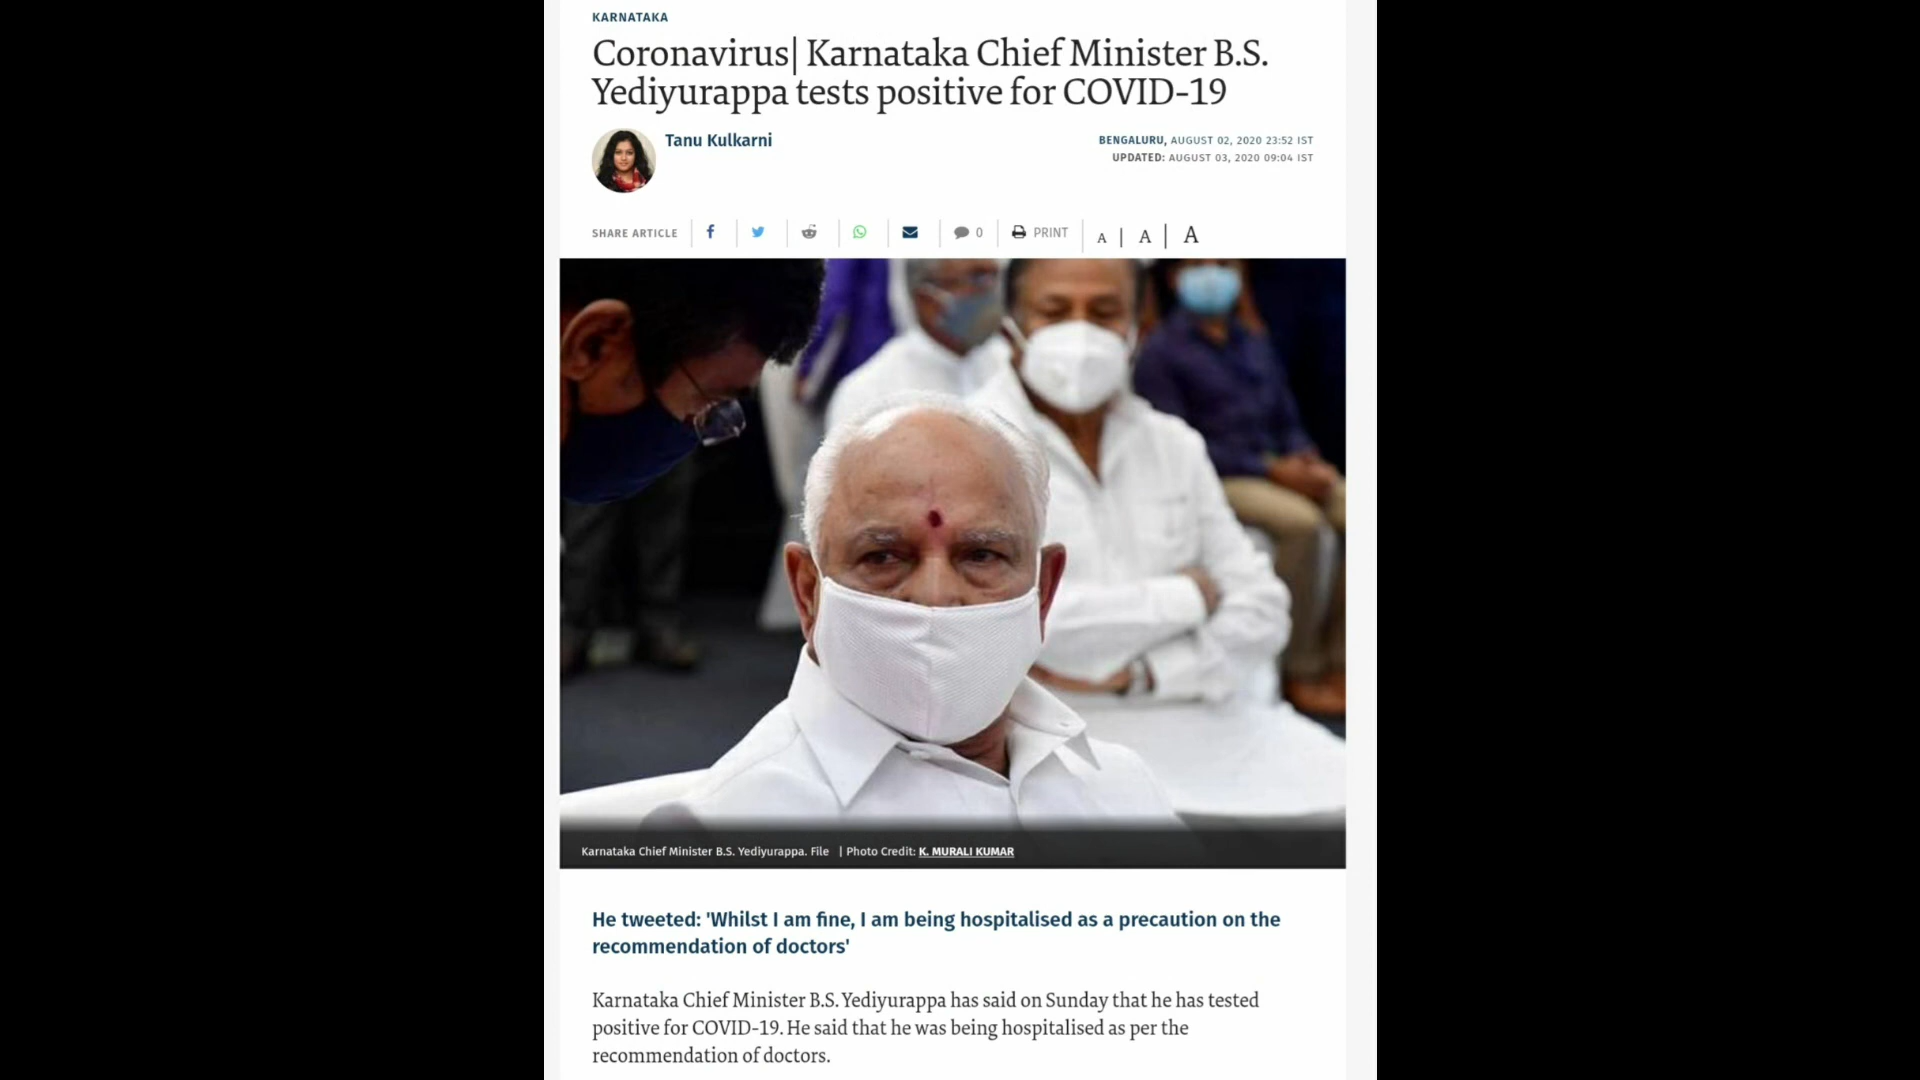 KARNATAKA
Coronavirus| Karnataka Chief Minister B.S.
Yediyurappa tests positive for COVID-19
Tanu Kulkarni
BENGALURU, AUGUST 02, 2020 23:52 IST
UPDATED: AUGUST 03, 2020 09:04 IST
SHARE ARTICLE 0 PRINT A | A | A
Karnataka Chief Minister B.S. Yediyurappa. File | Photo Credit: K. MURALI KUMAR
He tweeted: 'Whilst I am fine, I am being hospitalised as a precaution on the
recommendation of doctors'
Karnataka Chief Minister B.S. Yediyurappa has said on Sunday that he has tested
positive for COVID-19. He said that he was being hospitalised as per the
recommendation of doctors.